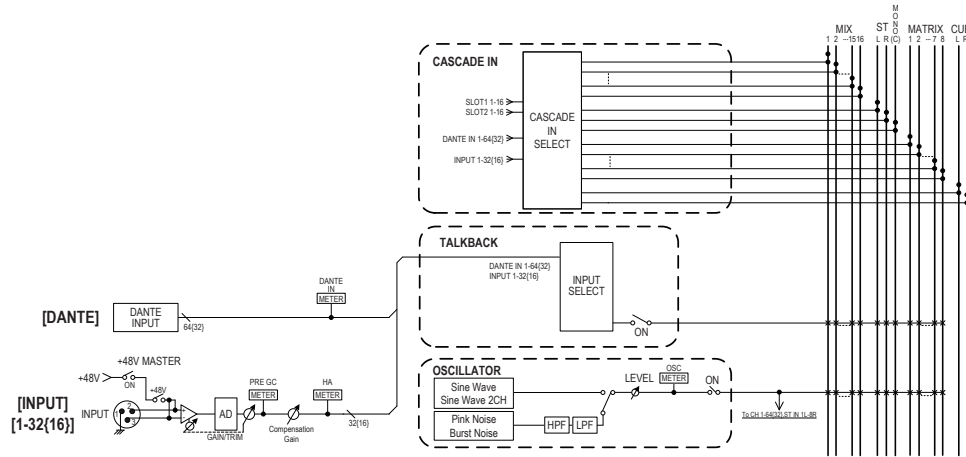 MONO(C)
MIX
ST
MATRIX
CUE
1 2 ---15 16
L R
1 2 ---7 8
L R
CASCADE IN
SLOT1 1-16
SLOT2 1-16
DANTE IN 1-64{32}
INPUT 1-32{16}
CASCADE
IN
SELECT
TALKBACK
DANTE IN 1-64{32}
INPUT 1-32{16}
INPUT
SELECT
ON
[DANTE]
DANTE
INPUT
64{32}
DANTE
IN
METER
+48V MASTER
+48V
ON
+48V
[INPUT]
[1-32{16}]
INPUT
1
2
3
AD
GAIN/TRIM
PRE GC
METER
Compensation
Gain
HA
METER
32{16}
OSCILLATOR
Sine Wave
Sine Wave 2CH
Pink Noise
Burst Noise
HPF
LPF
LEVEL
OSC
METER
ON
To CH 1-64{32},ST IN 1L-8R